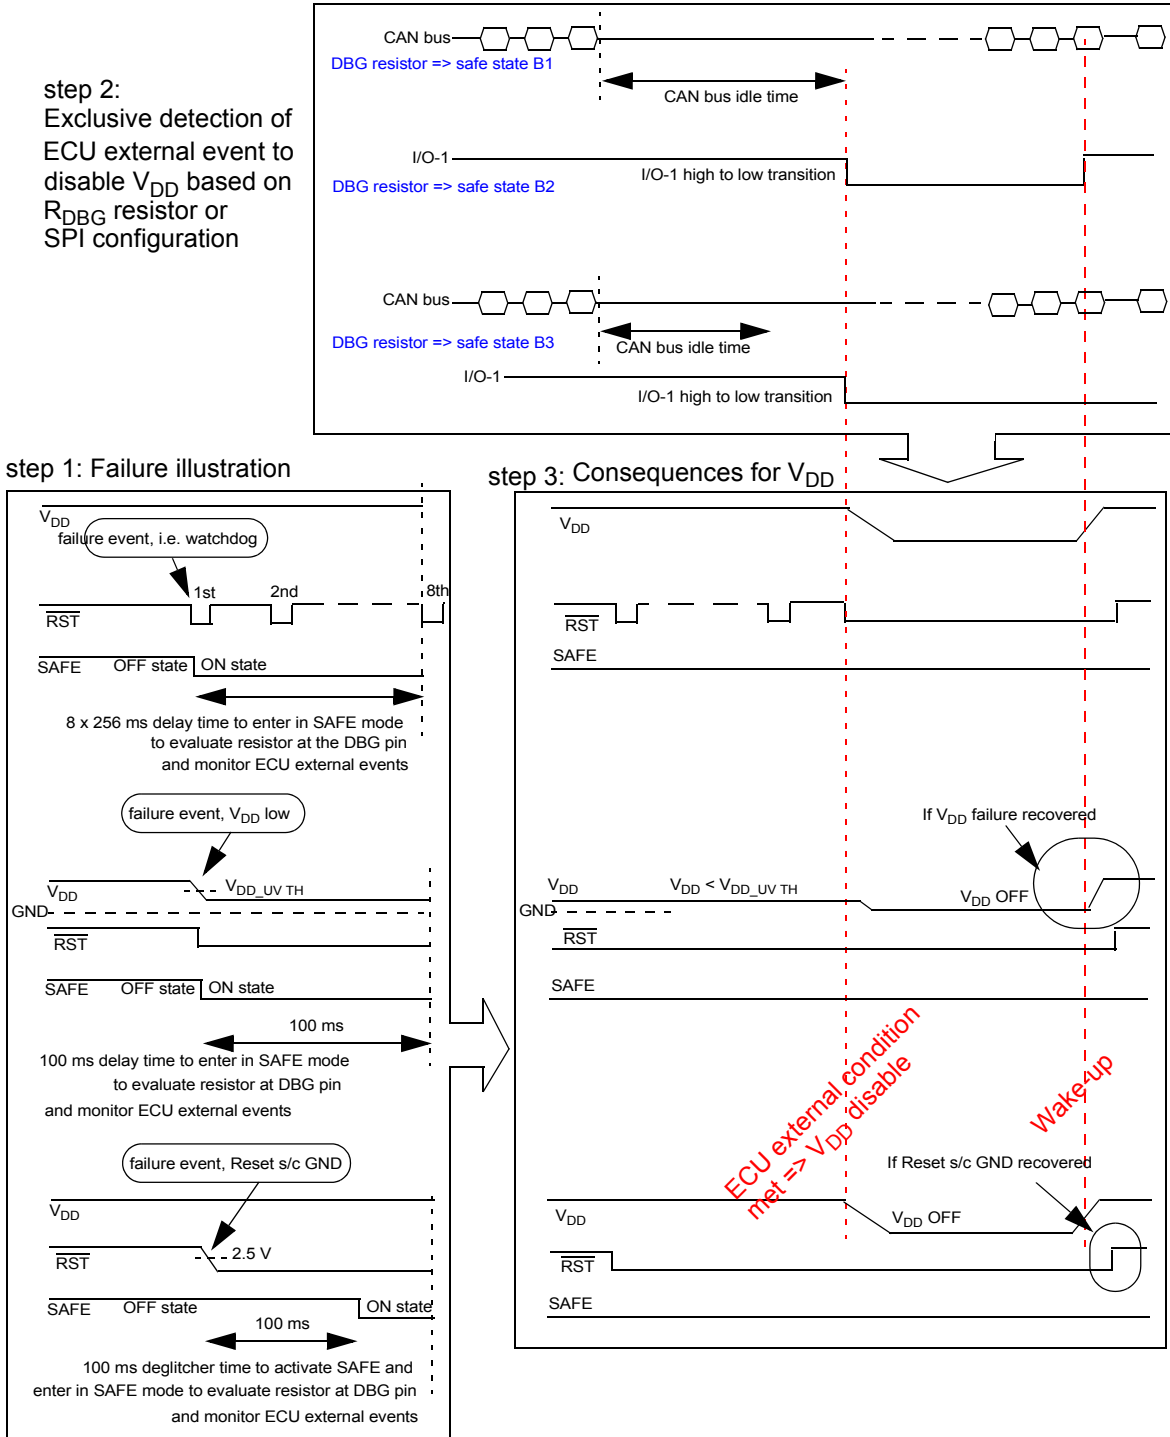 step 2:
Exclusive detection of
ECU external event to
disable VDD based on
RDBG resistor or
SPI configuration
CAN bus
DBG resistor => safe state B1
CAN bus idle time
I/O-1
I/O-1 high to low transition
DBG resistor => safe state B2
CAN bus
DBG resistor => safe state B3
CAN bus idle time
I/O-1
I/O-1 high to low transition
step 1: Failure illustration
VDD
failure event, i.e. watchdog
1st
2nd
8th
RST
SAFE
OFF state
ON state
8 x 256 ms delay time to enter in SAFE mode
to evaluate resistor at the DBG pin
and monitor ECU external events
failure event, VDD low
VDD
VDD_UV TH
GND
RST
SAFE
OFF state
ON state
100 ms
100 ms delay time to enter in SAFE mode
to evaluate resistor at DBG pin
and monitor ECU external events
failure event, Reset s/c GND
VDD
2.5 V
RST
SAFE
OFF state
ON state
100 ms
100 ms deglitcher time to activate SAFE and
enter in SAFE mode to evaluate resistor at DBG pin
and monitor ECU external events
step 3: Consequences for VDD
VDD
RST
SAFE
If VDD failure recovered
VDD
VDD < VDD_UV TH
VDD OFF
GND
RST
SAFE
ECU external condition
met => VDD disable
Wake-up
If Reset s/c GND recovered
VDD
VDD OFF
RST
SAFE